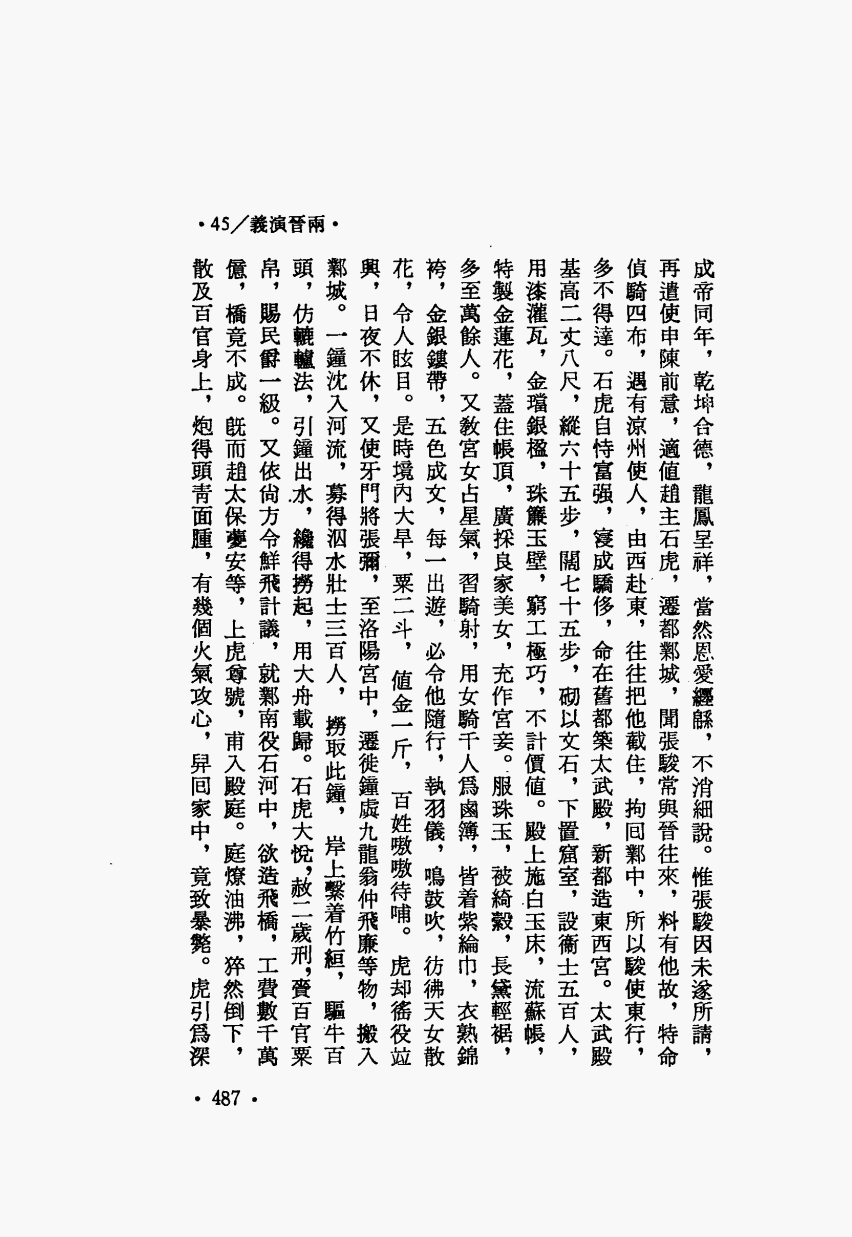 ·45／義演晉兩·
成帝同年，乾坤合德，龍鳳呈祥，當然恩愛纏緜，不消細說。惟張駿因未遂所請，
再遣使申陳前意，適值趙主石虎，遷都鄴城，聞張駿常與晉往來，料有他故，特命
偵騎四布，遇有涼州使人，由西赴東，往往把他截住，拘回鄴中，所以駿使東行，
多不得達。石虎自恃富强，寖成驕侈，命在舊都築太武殿，新都造東西宮。太武殿
基高二丈八尺，縱六十五步，闊七十五步，砌以文石，下置窟室，設衞士五百人，
用漆灌瓦，金璫銀楹，珠簾玉壁，窮工極巧，不計價值。殿上施白玉床，流蘇帳，
特製金蓮花，蓋住帳頂，廣採良家美女，充作宮妾。服珠玉，被綺縠，長黛輕裾，
多至萬餘人。又敎宮女占星氣，習騎射，用女騎千人爲鹵簿，皆着紫綸巾，衣熟錦
袴，金銀鏤帶，五色成文，每一出遊，必令他隨行，執羽儀，鳴鼓吹，彷彿天女散
花，令人眩目。是時境內大旱，粟二斗，值金一斤，百姓嗷嗷待哺。虎却徭役竝
興，日夜不休，又使牙門將張彌，至洛陽宮中，遷徙鐘虡九龍翁仲飛廉等物，搬入
鄴城。一鐘沈入河流，募得泅水壯士三百人，撈取此鐘，岸上繫着竹絙，驅牛百
頭，仿轆轤法，引鐘出水，纔得撈起，用大舟載歸。石虎大悅，赦二歲刑，賚百官粟
帛，賜民爵一級。又依尙方令鮮飛計議，就鄴南役石河中，欲造飛橋，工費數千萬
億，橋竟不成。旣而趙太保夔安等，上虎尊號，甫入殿庭。庭燎油沸，猝然倒下，
散及百官身上，炮得頭靑面腫，有幾個火氣攻心，舁回家中，竟致暴斃。虎引爲深
·487·